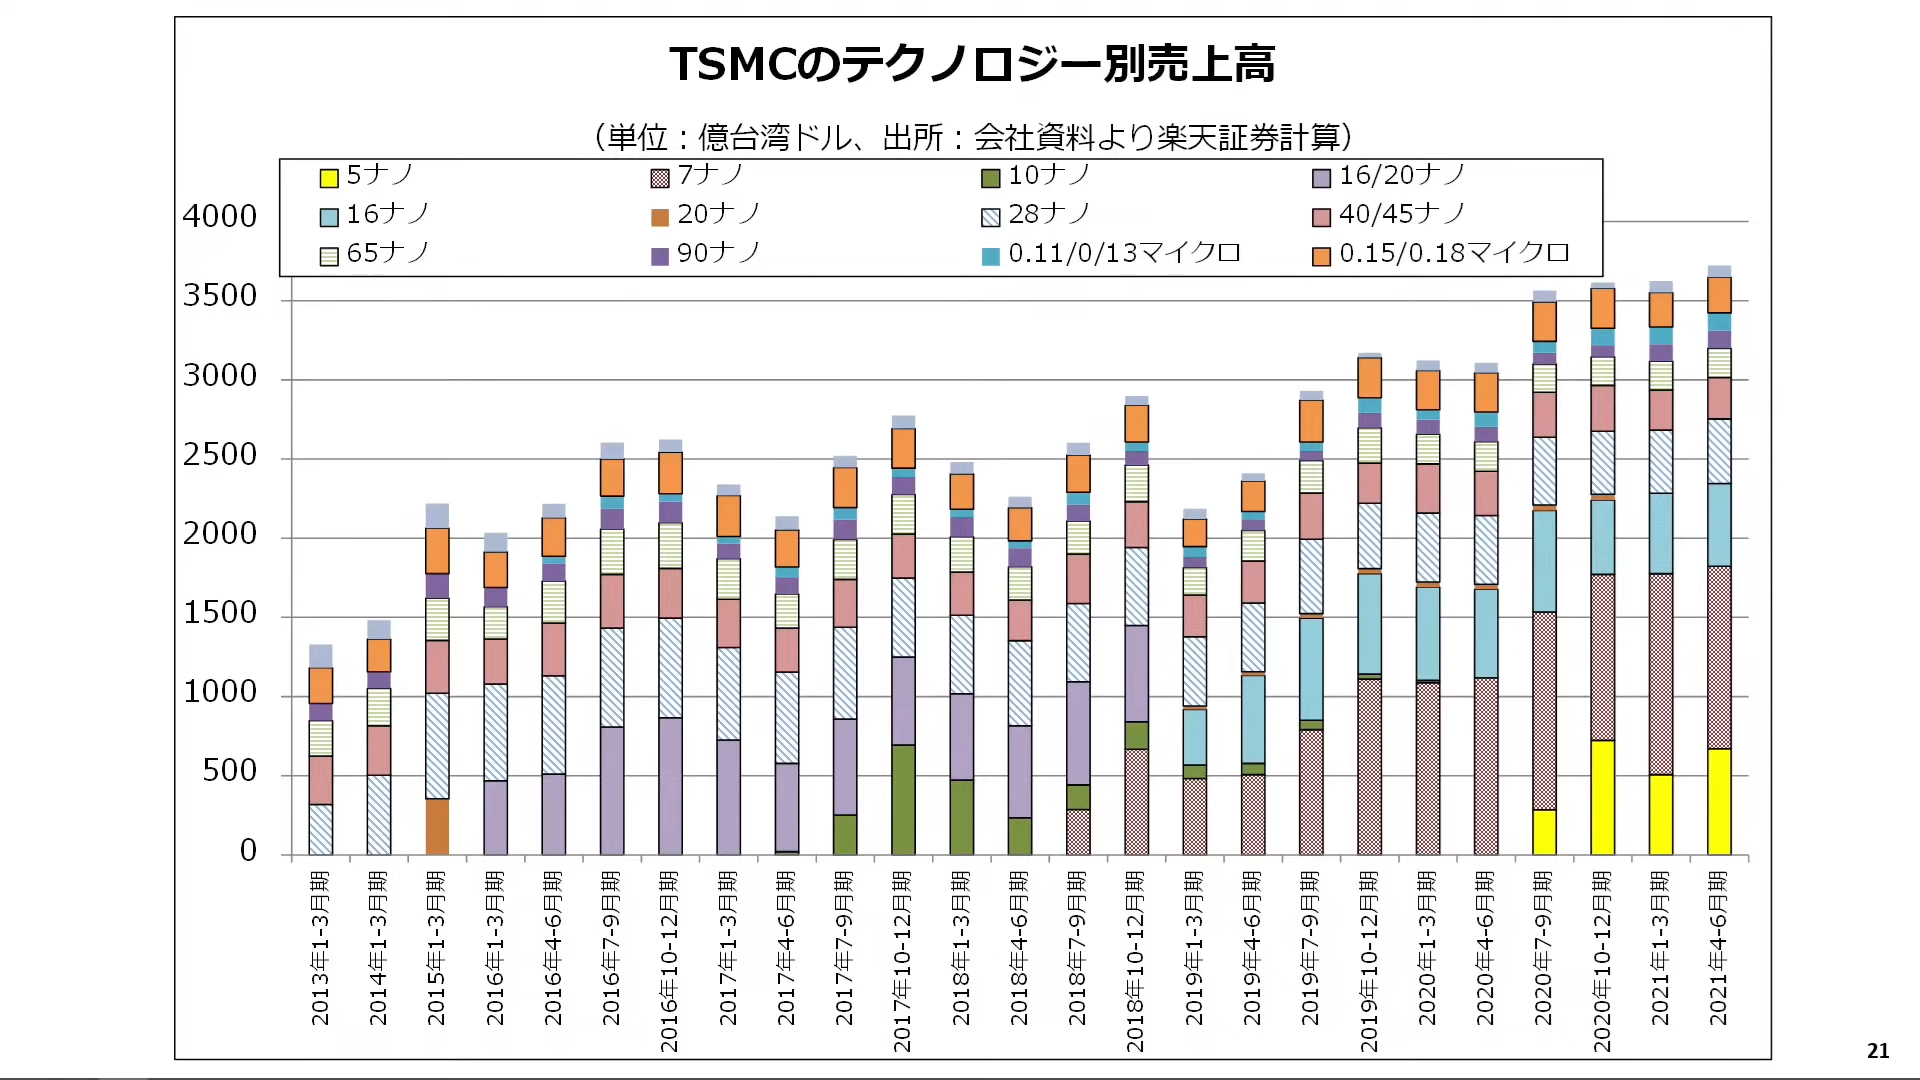 TSMCのテクノロジー別売上高
（単位：億台湾ドル、出所：会社資料より楽天証券計算）
5ナノ 7ナノ 10ナノ 16/20ナノ
16ナノ 20ナノ 28ナノ 40/45ナノ
65ナノ 90ナノ 0.11/0/13マイクロ 0.15/0.18マイクロ
4000
3500
3000
2500
2000
1500
1000
500
0
2013年1-3月期
2014年1-3月期
2015年1-3月期
2016年1-3月期
2016年4-6月期
2016年7-9月期
2016年10-12月期
2017年1-3月期
2017年4-6月期
2017年7-9月期
2017年10-12月期
2018年1-3月期
2018年4-6月期
2018年7-9月期
2018年10-12月期
2019年1-3月期
2019年4-6月期
2019年7-9月期
2019年10-12月期
2020年1-3月期
2020年4-6月期
2020年7-9月期
2020年10-12月期
2021年1-3月期
2021年4-6月期
21